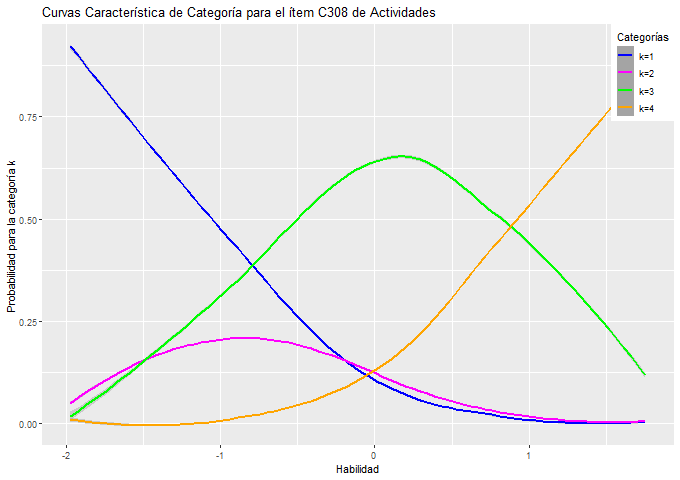 Curvas Característica de Categoría para el ítem C308 de Actividades
Categorías
k=1
k=2
k=3
k=4
Probabilidad para la categoría k
0.75
0.50
0.25
0.00
-2
-1
0
1
Habilidad